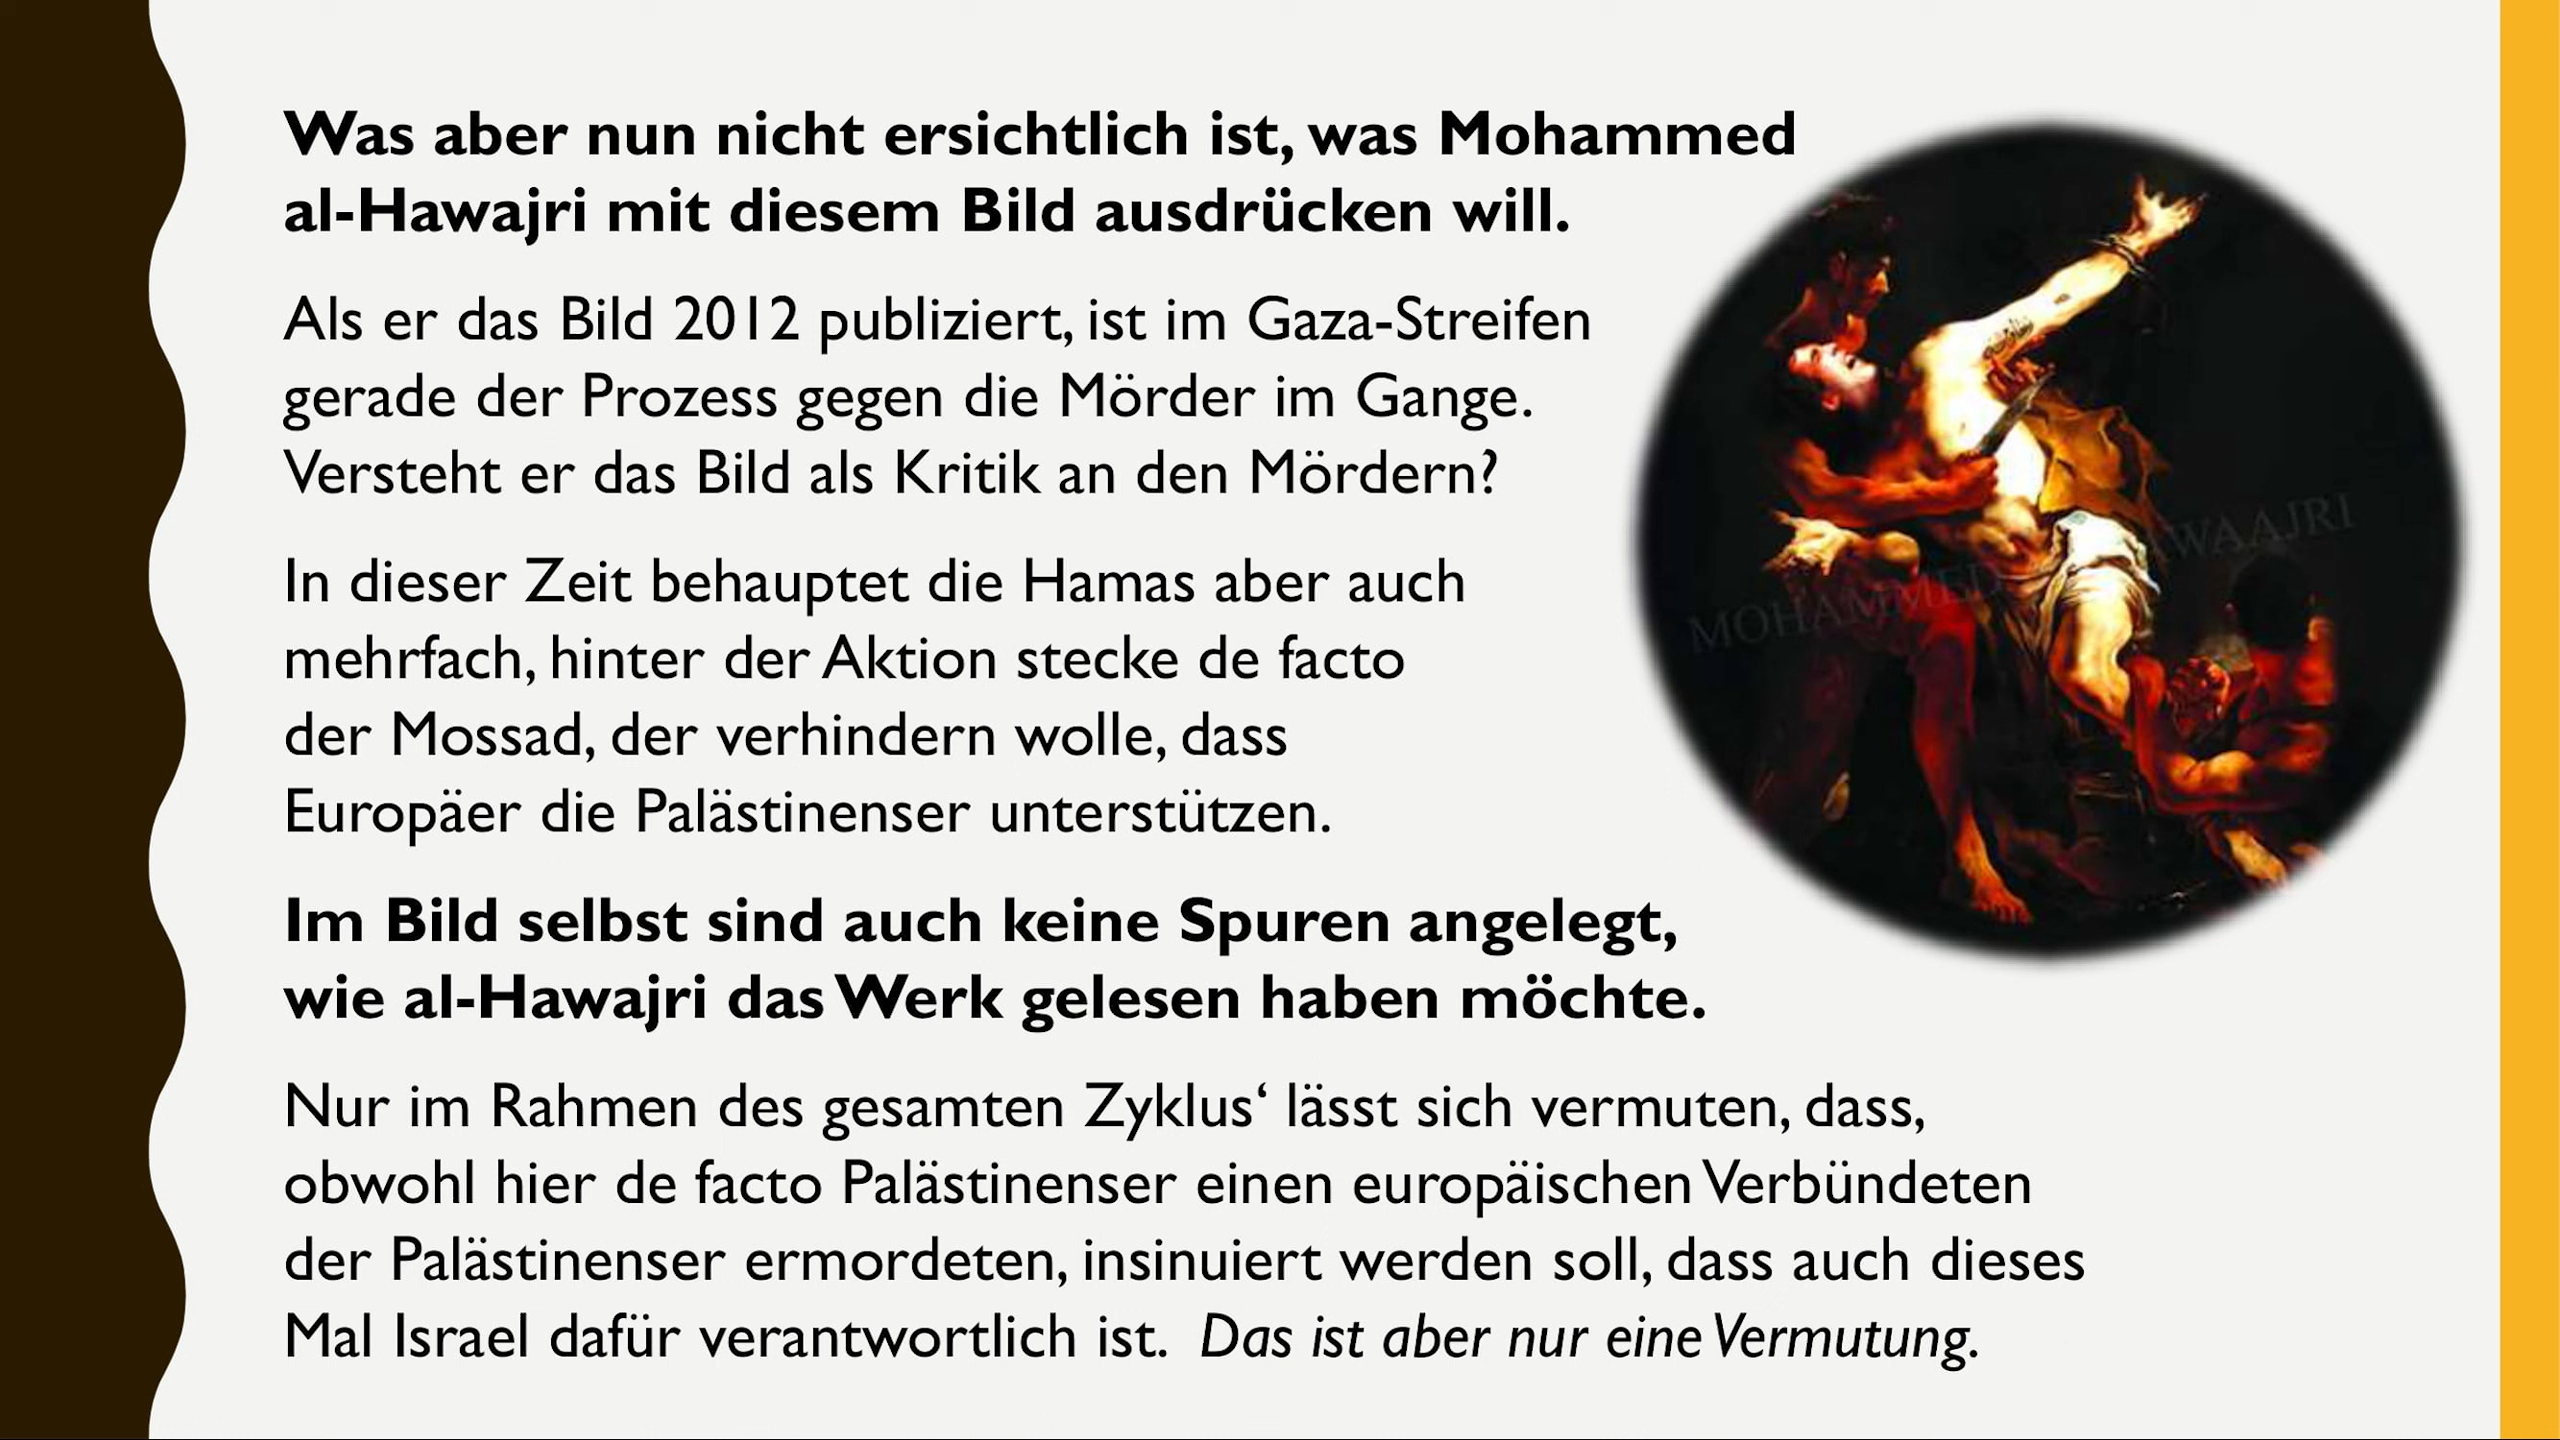 Was aber nun nicht ersichtlich ist, was Mohammed
al-Hawajri mit diesem Bild ausdrücken will.
Als er das Bild 2012 publiziert, ist im Gaza-Streifen
gerade der Prozess gegen die Mörder im Gange.
Versteht er das Bild als Kritik an den Mördern?
In dieser Zeit behauptet die Hamas aber auch
mehrfach, hinter der Aktion stecke de facto
der Mossad, der verhindern wolle, dass
Europäer die Palästinenser unterstützen.
Im Bild selbst sind auch keine Spuren angelegt,
wie al-Hawajri das Werk gelesen haben möchte.
Nur im Rahmen des gesamten Zyklus‘ lässt sich vermuten, dass,
obwohl hier de facto Palästinenser einen europäischen Verbündeten
der Palästinenser ermordeten, insinuiert werden soll, dass auch dieses
Mal Israel dafür verantwortlich ist. Das ist aber nur eine Vermutung.
MOHAMMED WAAJRI